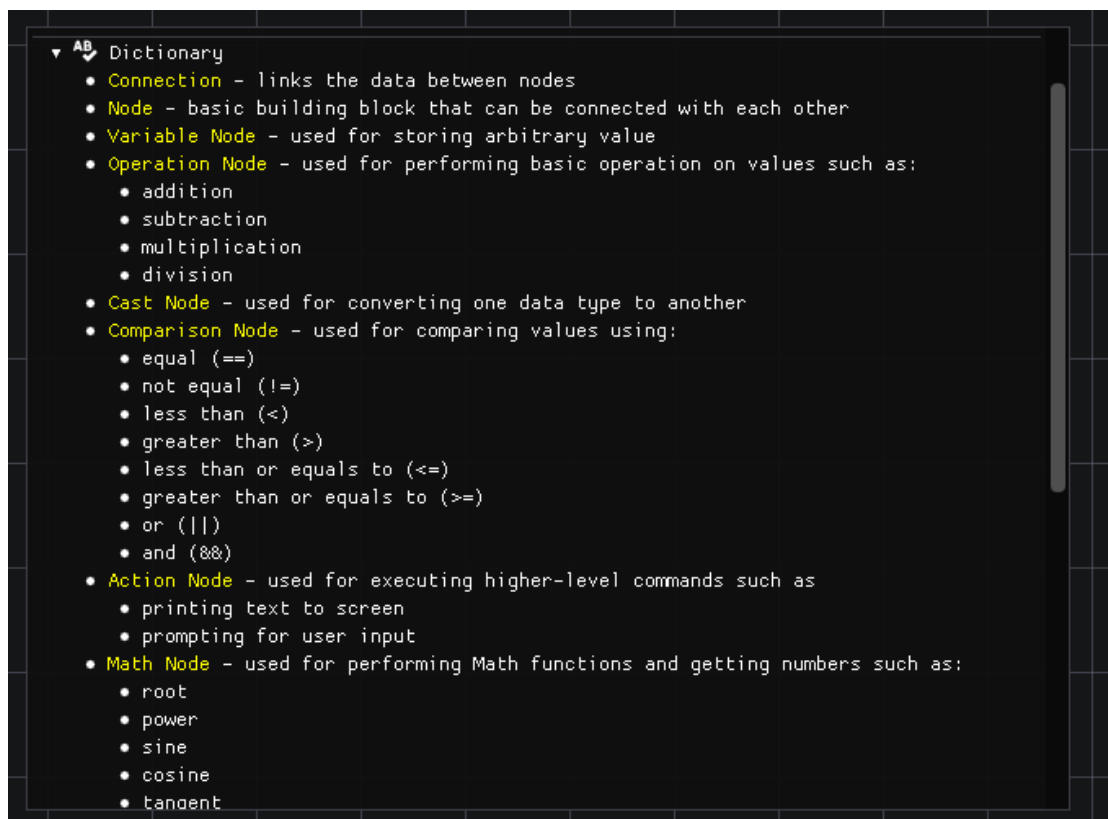 AB
Dictionary
Connection - links the data between nodes
Node - basic building block that can be connected with each other
Variable Node - used for storing arbitrary value
Operation Node - used for performing basic operation on values such as:
addition
subtraction
multiplication
division
Cast Node - used for converting one data type to another
Comparison Node - used for comparing values using:
equal (==)
not equal (!=)
less than (<)
greater than (>)
less than or equals to (<=)
greater than or equals to (>=)
or (||)
and (&&)
Action Node - used for executing higher-level commands such as
printing text to screen
prompting for user input
Math Node - used for performing Math functions and getting numbers such as:
root
power
sine
cosine
tangent